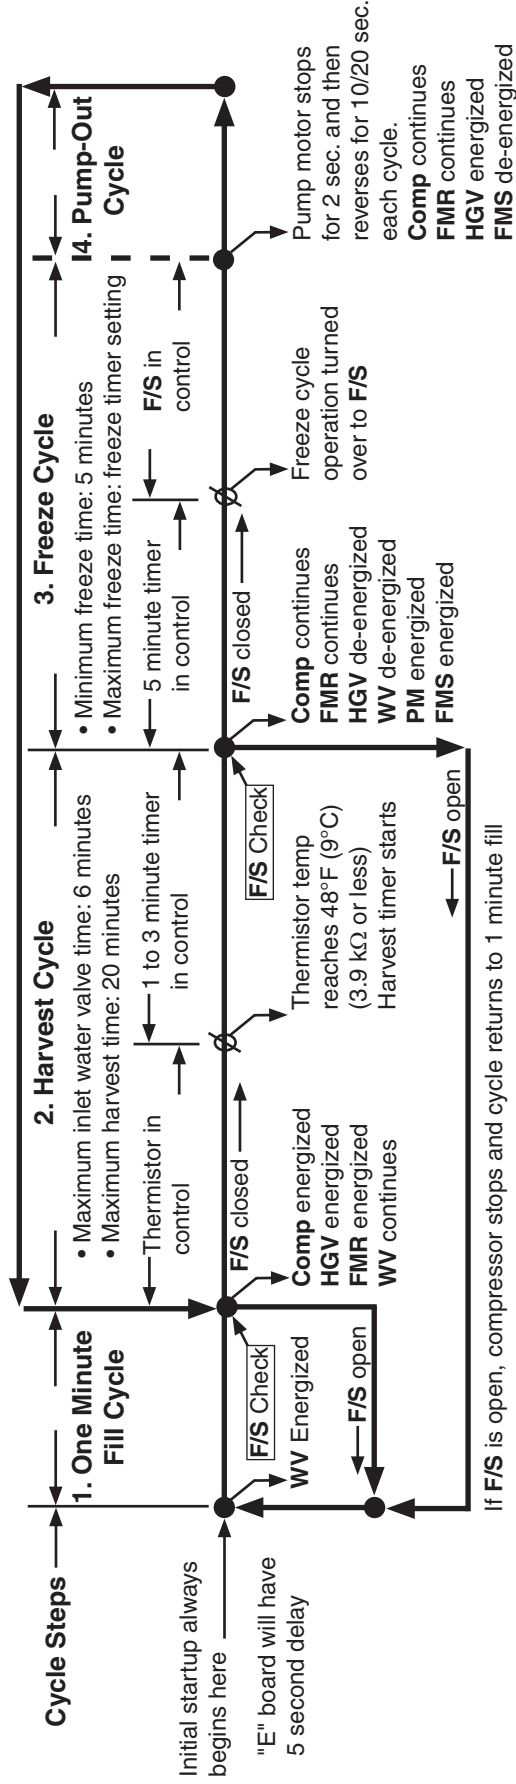 Cycle Steps
1. One Minute
Fill Cycle
2. Harvest Cycle
• Maximum inlet water valve time: 6 minutes
• Maximum harvest time: 20 minutes
3. Freeze Cycle
• Minimum freeze time: 5 minutes
• Maximum freeze time: freeze timer setting
4. Pump-Out
Cycle
Thermistor in
control
1 to 3 minute timer
in control
5 minute timer
in control
F/S in
control
Initial startup always
begins here
"E" board will have
5 second delay
F/S closed
F/S closed
F/S Check
F/S Check
WV Energized
F/S open
Comp energized
HGV energized
FMR energized
WV continues
Thermistor temp
reaches 48°F (9°C)
(3.9 kΩ or less)
Harvest timer starts
Comp continues
FMR continues
HGV de-energized
WV de-energized
PM energized
FMS energized
Freeze cycle
operation turned
over to F/S
Pump motor stops
for 2 sec. and then
reverses for 10/20 sec.
each cycle.
Comp continues
FMR continues
HGV energized
FMS de-energized
F/S open
If F/S is open, compressor stops and cycle returns to 1 minute fill